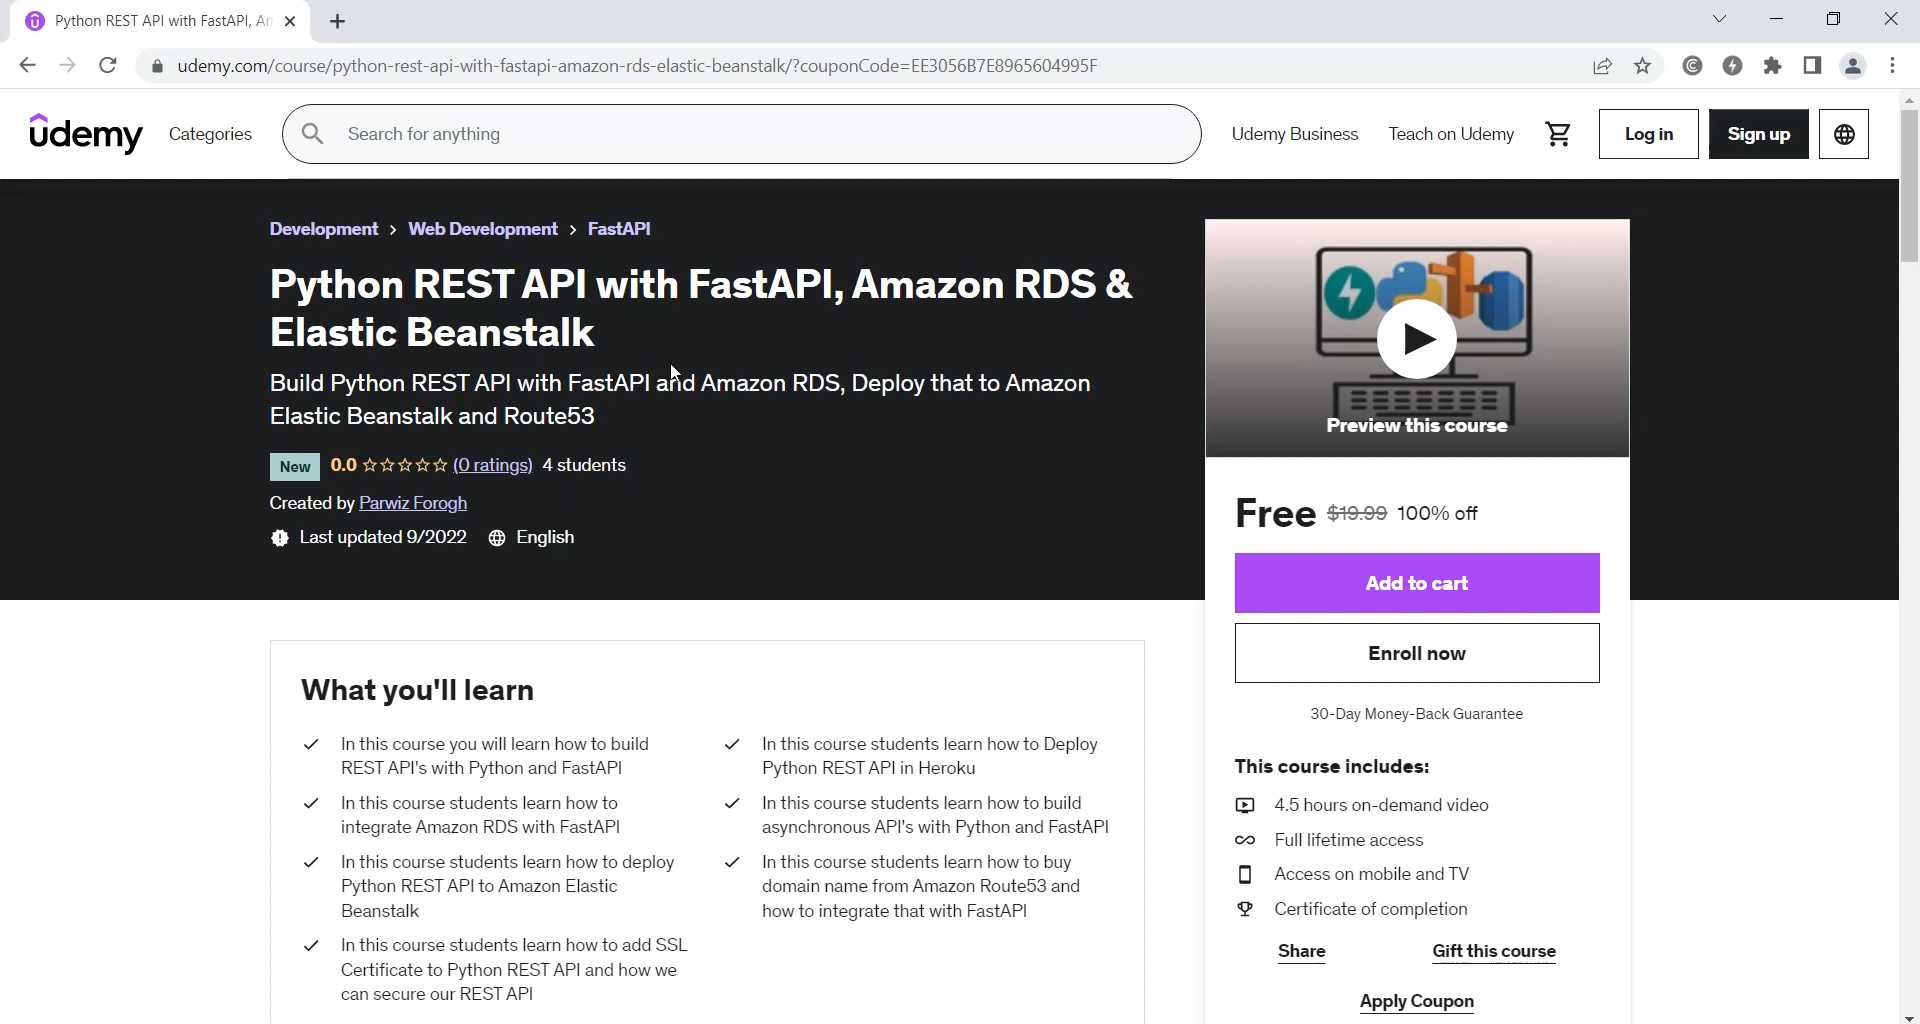 Python REST API with FastAPI, Am
udemy.com/course/python-rest-api-with-fastapi-amazon-rds-elastic-beanstalk/?couponCode=EE3056B7E8965604995F
udemy Categories Search for anything Udemy Business Teach on Udemy Log in Sign up
Development > Web Development > FastAPI
Python REST API with FastAPI, Amazon RDS &
Elastic Beanstalk
Build Python REST API with FastAPI and Amazon RDS, Deploy that to Amazon
Elastic Beanstalk and Route53
New 0.0 (0 ratings) 4 students
Created by Parwiz Forogh
Last updated 9/2022 English
Preview this course
Free $19.99 100% off
Add to cart
Enroll now
30-Day Money-Back Guarantee
This course includes:
4.5 hours on-demand video
Full lifetime access
Access on mobile and TV
Certificate of completion
Share Gift this course
Apply Coupon
What you'll learn
In this course you will learn how to build
REST API's with Python and FastAPI
In this course students learn how to
integrate Amazon RDS with FastAPI
In this course students learn how to deploy
Python REST API to Amazon Elastic
Beanstalk
In this course students learn how to add SSL
Certificate to Python REST API and how we
can secure our REST API
In this course students learn how to Deploy
Python REST API in Heroku
In this course students learn how to build
asynchronous API's with Python and FastAPI
In this course students learn how to buy
domain name from Amazon Route53 and
how to integrate that with FastAPI